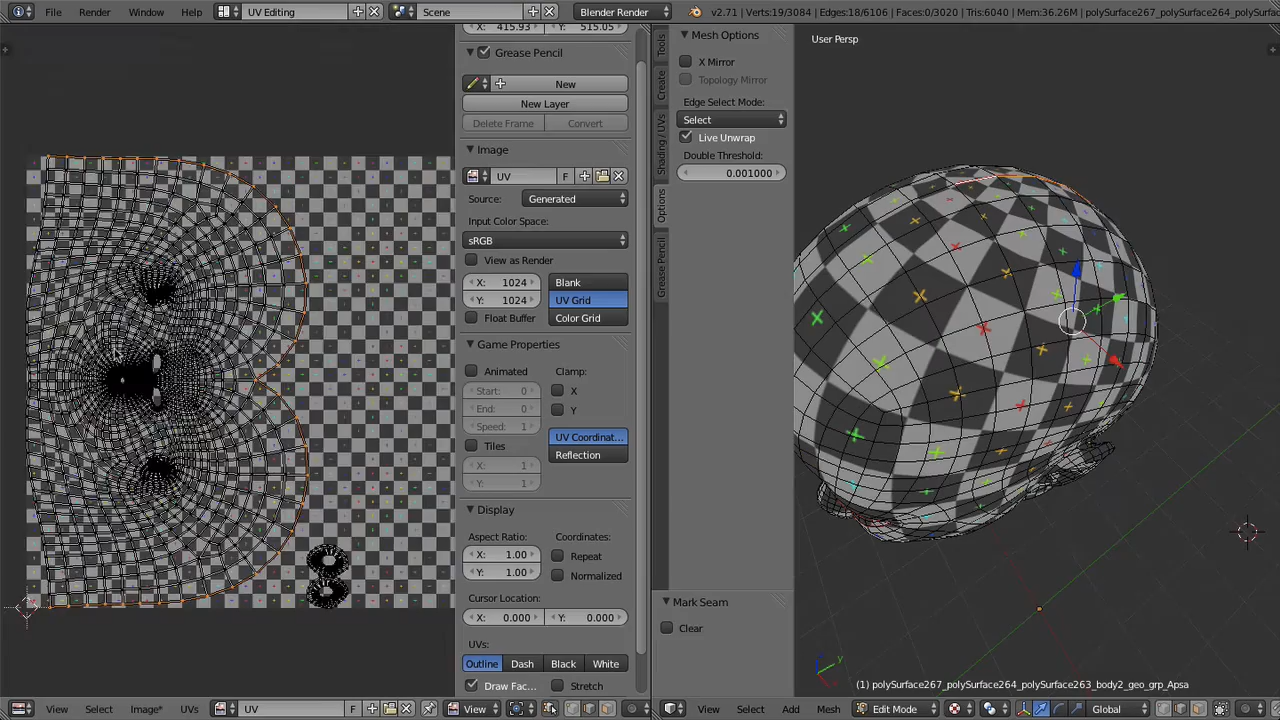 File Render Window Help UV Editing Scene Blender Render v2.71 | Verts:19/3084 | Edges:18/6106 | Faces:0/3020 | Tris:6040 | Mem:36.26M | polySurface267_polySurface264_polySurfac
X: 415.93 Y: 515.05
Grease Pencil
New
New Layer
Delete Frame Convert
Image
UV F
Source: Generated
Input Color Space:
sRGB
View as Render
X: 1024 Blank
Y: 1024 UV Grid
Float Buffer Color Grid
Game Properties
Animated Clamp:
Start: 0 X
End: 0 Y
Speed: 1
UV Coordinat...
Tiles Reflection
X: 1
Y: 1
Display
Aspect Ratio: Coordinates:
X: 1.00 Repeat
Y: 1.00 Normalized
Cursor Location:
X: 0.000 Y: 0.000
UVs:
Outline Dash Black White
Draw Fac... Stretch
Tools
Create
Shading / UVs
Options
Grease Pencil
Mesh Options
X Mirror
Topology Mirror
Edge Select Mode:
Select
Live Unwrap
Double Threshold:
0.001000
Mark Seam
Clear
User Persp
z y
(1) polySurface267_polySurface264_polySurface263_body2_geo_grp_Apsa
View Select Image* UVs UV F View
View Select Add Mesh Edit Mode Global